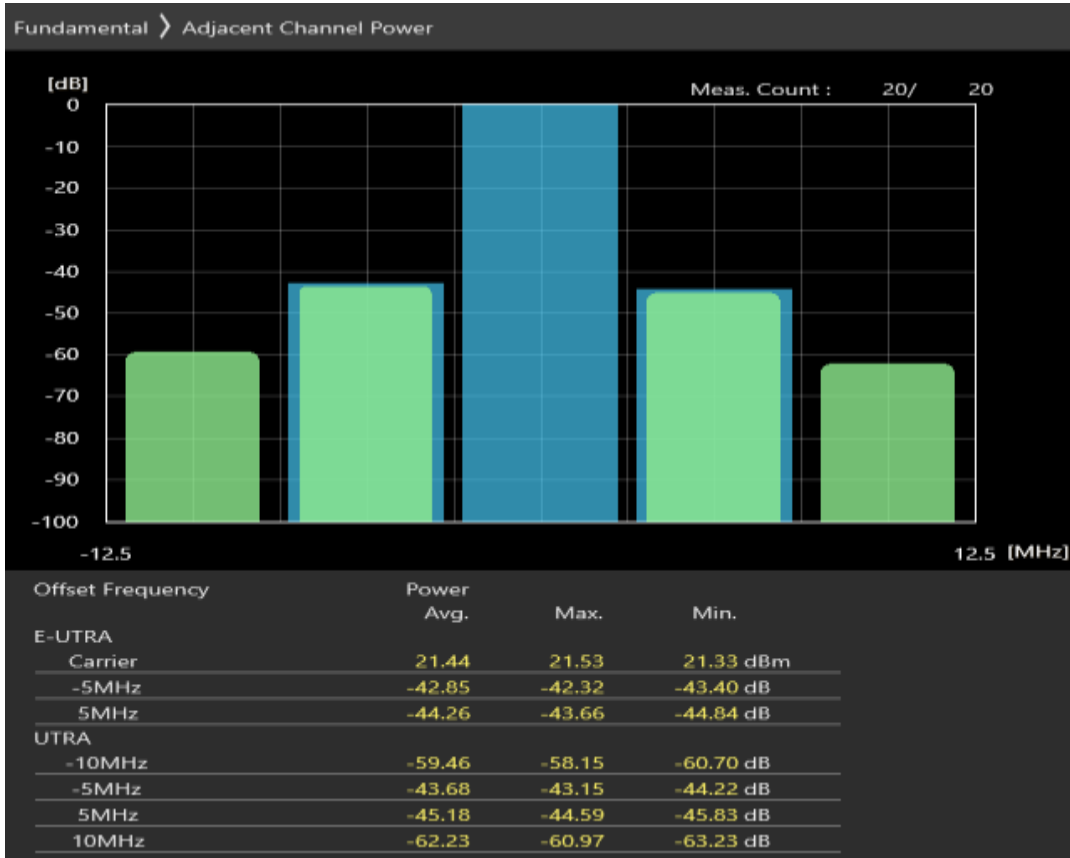 Fundamental ❯ Adjacent Channel Power
[dB]
Meas. Count : 20/ 20
0
-10
-20
-30
-40
-50
-60
-70
-80
-90
-100
-12.5 12.5 [MHz]
Offset Frequency Power
Avg. Max. Min.
E-UTRA
Carrier 21.44 21.53 21.33 dBm
-5MHz -42.85 -42.32 -43.40 dB
5MHz -44.26 -43.66 -44.84 dB
UTRA
-10MHz -59.46 -58.15 -60.70 dB
-5MHz -43.68 -43.15 -44.22 dB
5MHz -45.18 -44.59 -45.83 dB
10MHz -62.23 -60.97 -63.23 dB